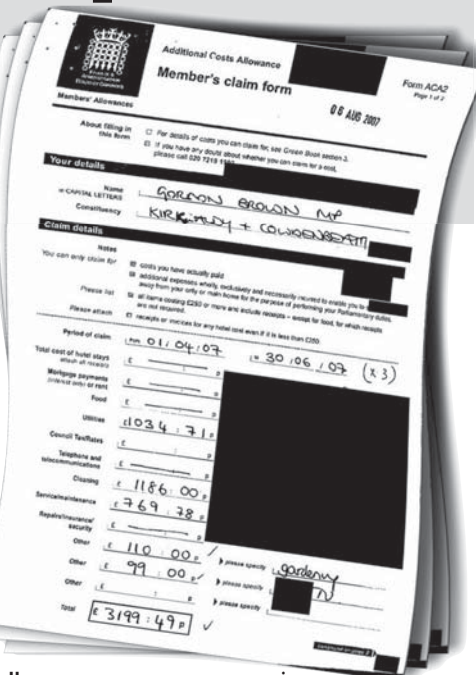 Additional Costs Allowance
Member's claim form
Form ACA2
Page 1 of 2
06 AUG 2007
Members' Allowances
About filling in this form
For details of costs you can claim for, see Green Book section 3.
If you have any doubt about whether you can claim for a cost, please call 020 7219
Your details
Name
in CAPITAL LETTERS
GORDON BROWN MP
Constituency
KIRKCALDY + COWDENBEATH
Claim details
Notes
You can only claim for
costs you have actually paid
additional expenses wholly, exclusively and necessarily incurred to enable you to
away from your only or main home for the purpose of performing your Parliamentary duties.
Please list
all items costing £250 or more and include receipts – except for food, for which receipts are not required.
Please attach
receipts or invoices for any hotel cost even if it is less than £250.
Period of claim
01/04/07
30/06/07 (x3)
Total cost of hotel stays
attach all receipts
£ p
Mortgage payments
(interest only) or rent
£ p
Food
£ p
Utilities
£1034:71p
Council Tax/Rates
£ p
Telephone and telecommunications
£ p
Cleaning
£ 1186:00p
Service/maintenance
£ 769:78p
Repairs/insurance/security
£ p
Other
£ 110:00p ✓
please specify
gardening
Other
£ 99:00p ✓
please specify
Other
£ p
please specify
Total
£ 3199:49p ✓